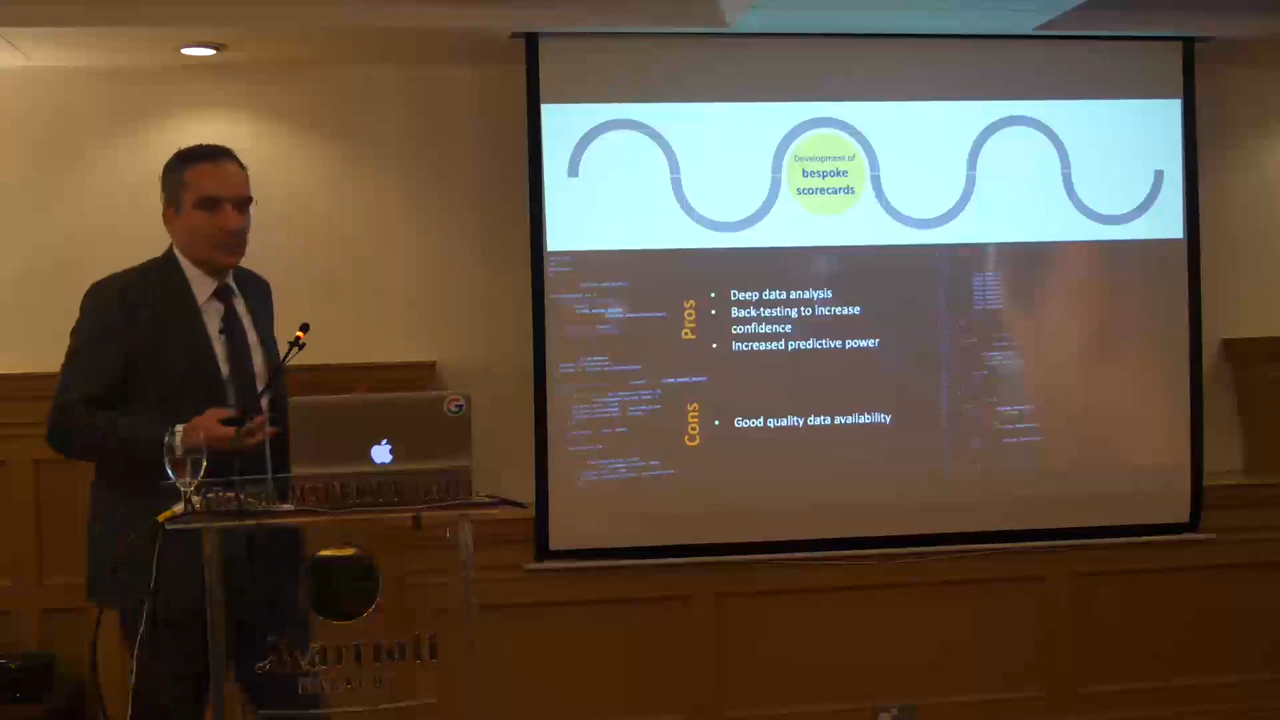 Development of
bespoke
scorecards
Pros
• Deep data analysis
• Back-testing to increase
confidence
• Increased predictive power
Cons
• Good quality data availability
Marriott